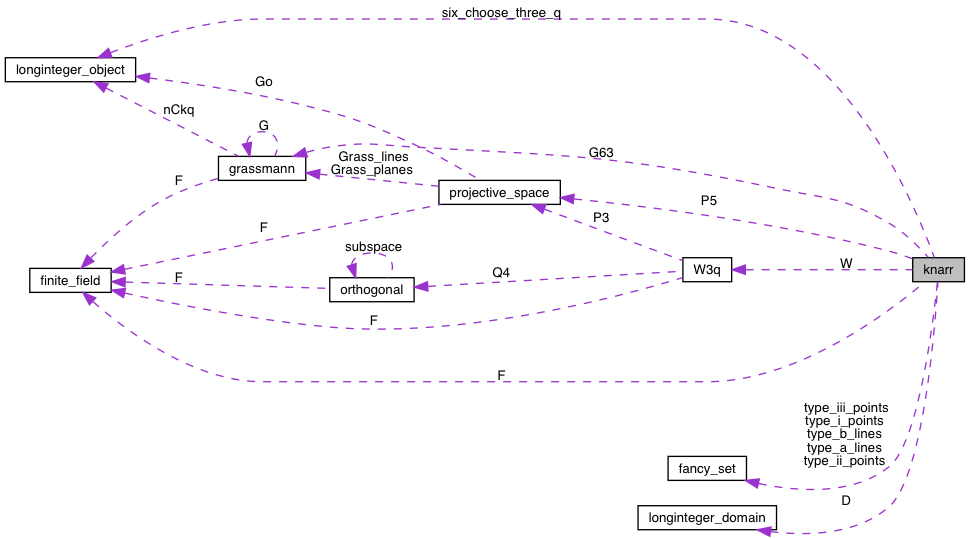 six_choose_three_q
longinteger_object
Go
nCkq
G
G63
Grass_lines
Grass_planes
grassmann
F
projective_space
P5
P3
F
subspace
W
knarr
W3q
Q4
finite_field
F
orthogonal
F
F
type_iii_points
type_i_points
type_b_lines
type_a_lines
type_ii_points
fancy_set
D
longinteger_domain